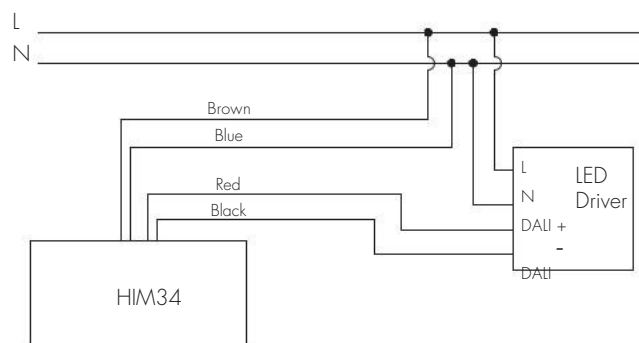 L
N
Brown
Blue
Red
Black
L
N
DALI +
-
DALI
LED
Driver
HIM34